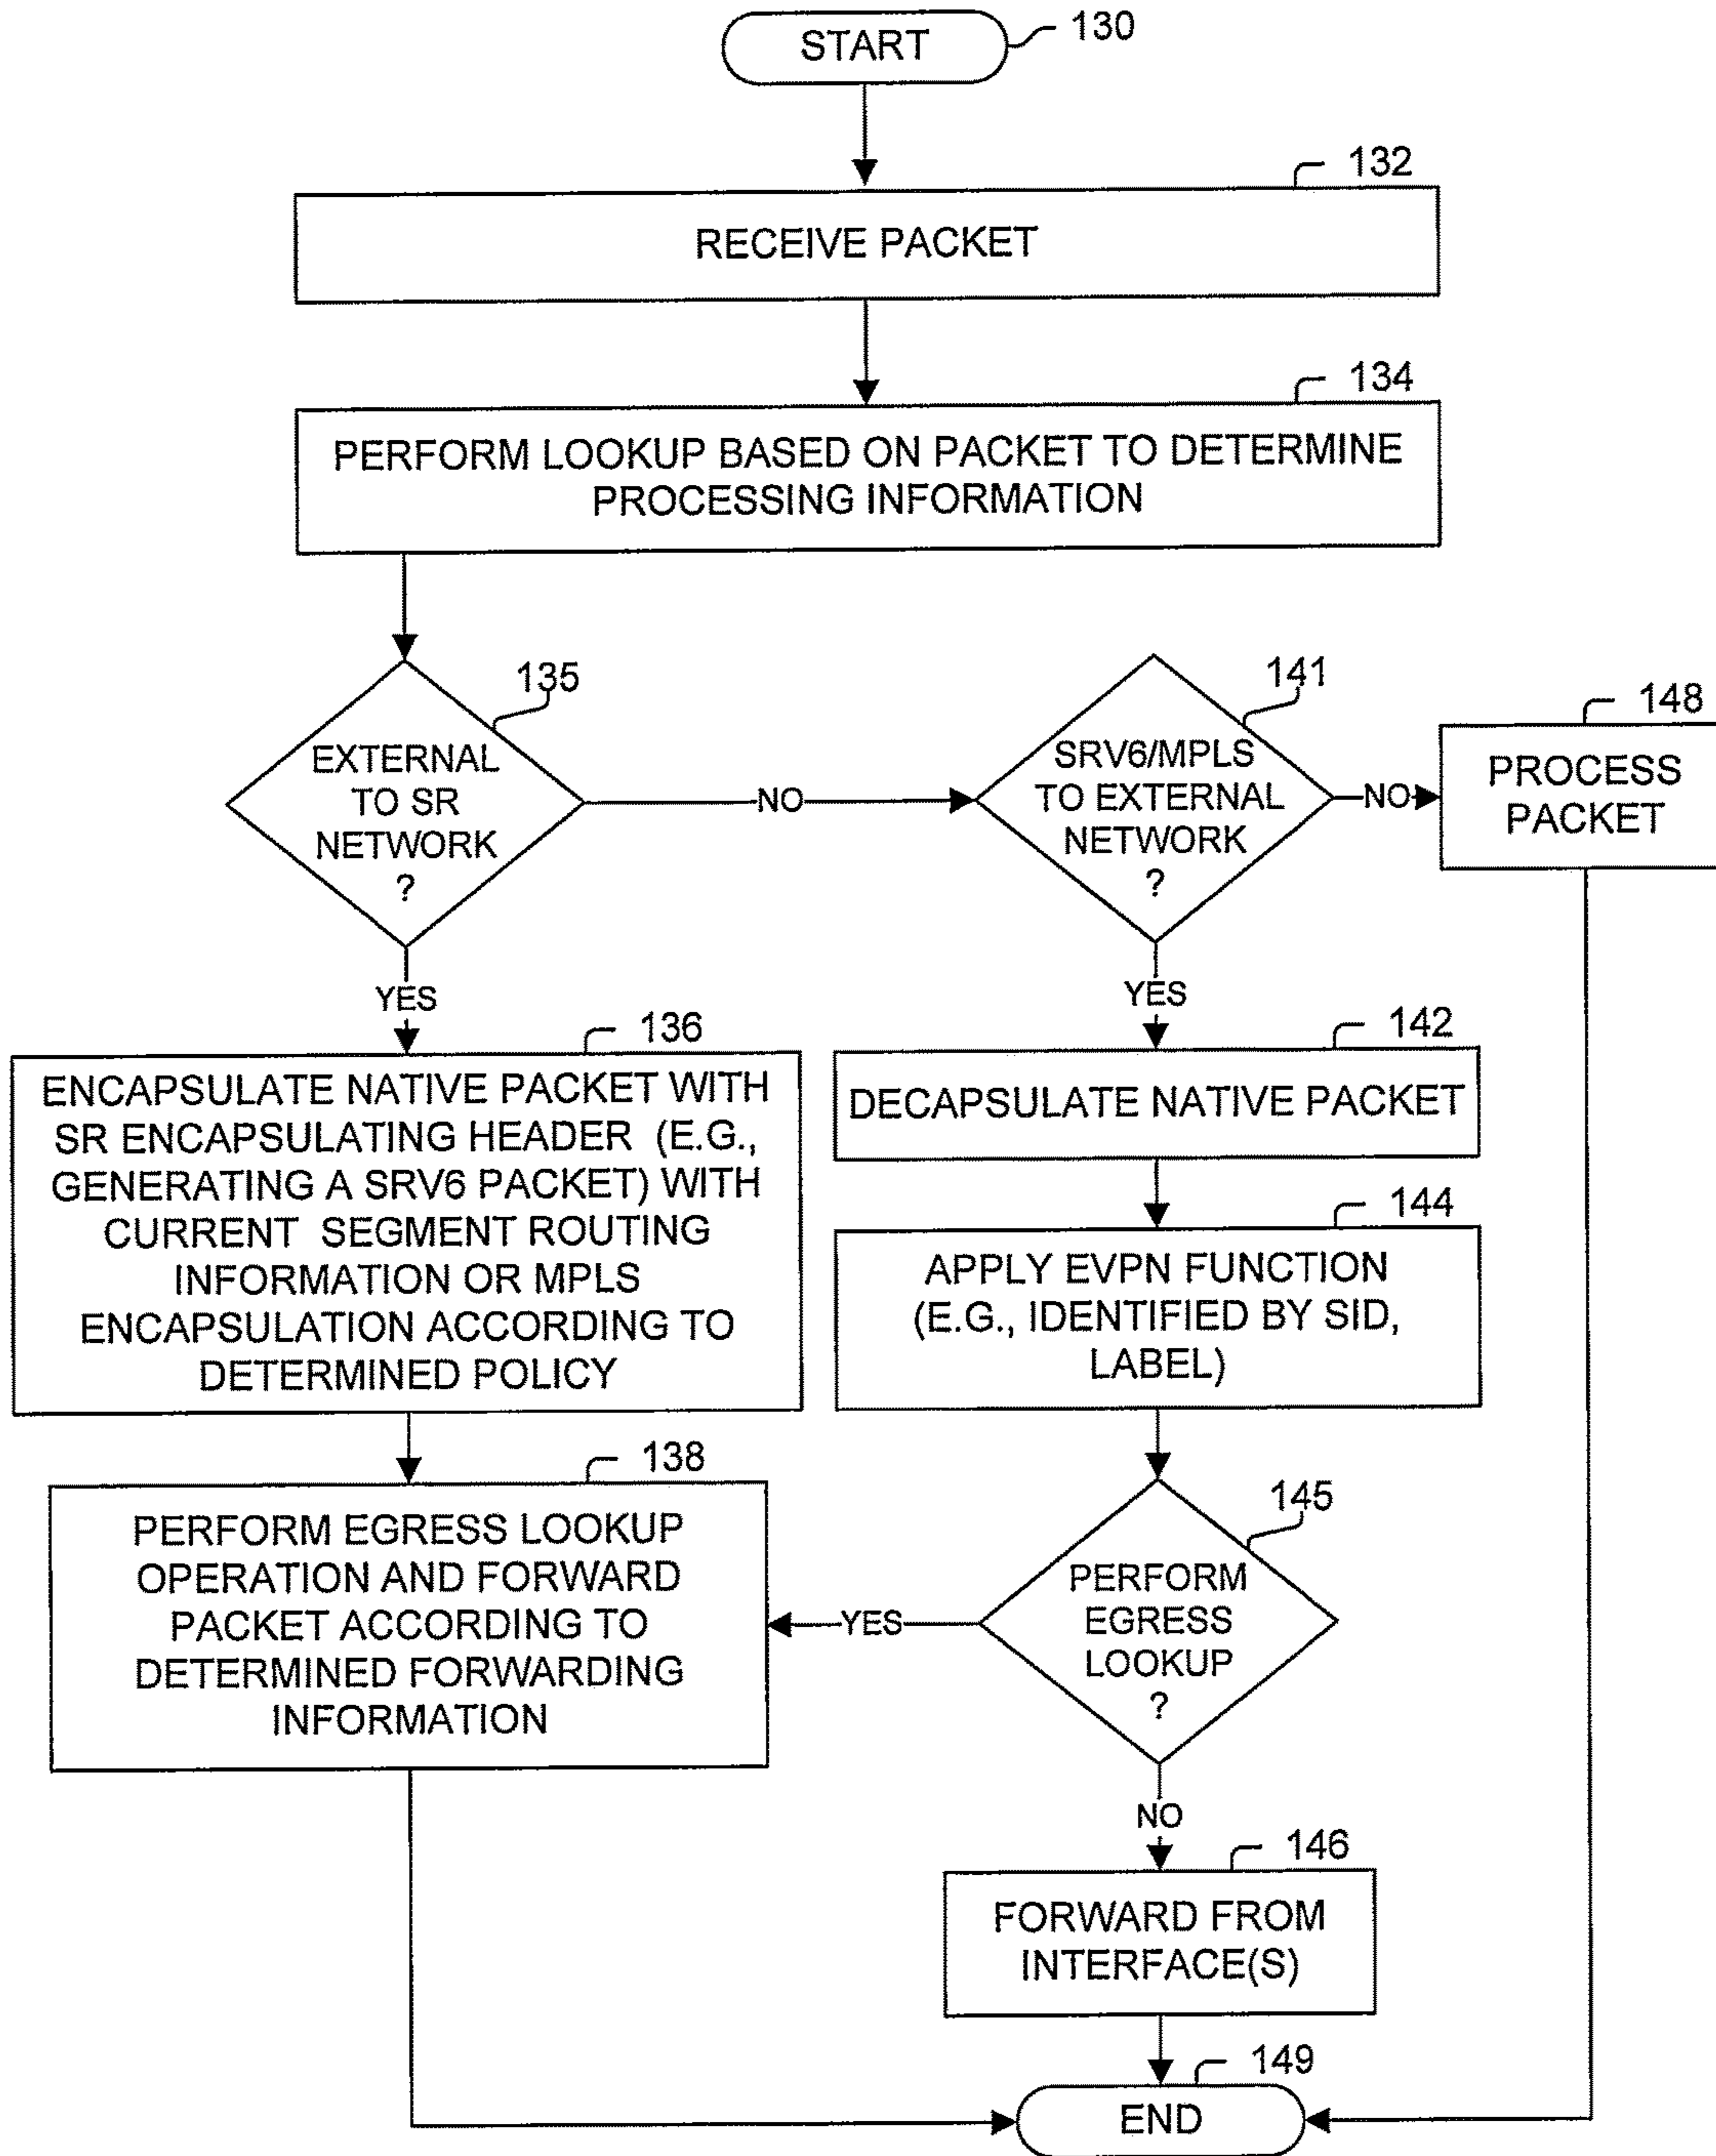 START
130
132
RECEIVE PACKET
134
PERFORM LOOKUP BASED ON PACKET TO DETERMINE
PROCESSING INFORMATION
135
EXTERNAL
TO SR
NETWORK
?
NO
141
SRV6/MPLS
TO EXTERNAL
NETWORK
?
NO
148
PROCESS
PACKET
YES
136
ENCAPSULATE NATIVE PACKET WITH
SR ENCAPSULATING HEADER (E.G.,
GENERATING A SRV6 PACKET) WITH
CURRENT SEGMENT ROUTING
INFORMATION OR MPLS
ENCAPSULATION ACCORDING TO
DETERMINED POLICY
YES
142
DECAPSULATE NATIVE PACKET
144
APPLY EVPN FUNCTION
(E.G., IDENTIFIED BY SID,
LABEL)
138
PERFORM EGRESS LOOKUP
OPERATION AND FORWARD
PACKET ACCORDING TO
DETERMINED FORWARDING
INFORMATION
145
PERFORM
EGRESS
LOOKUP
?
YES
NO
146
FORWARD FROM
INTERFACE(S)
149
END